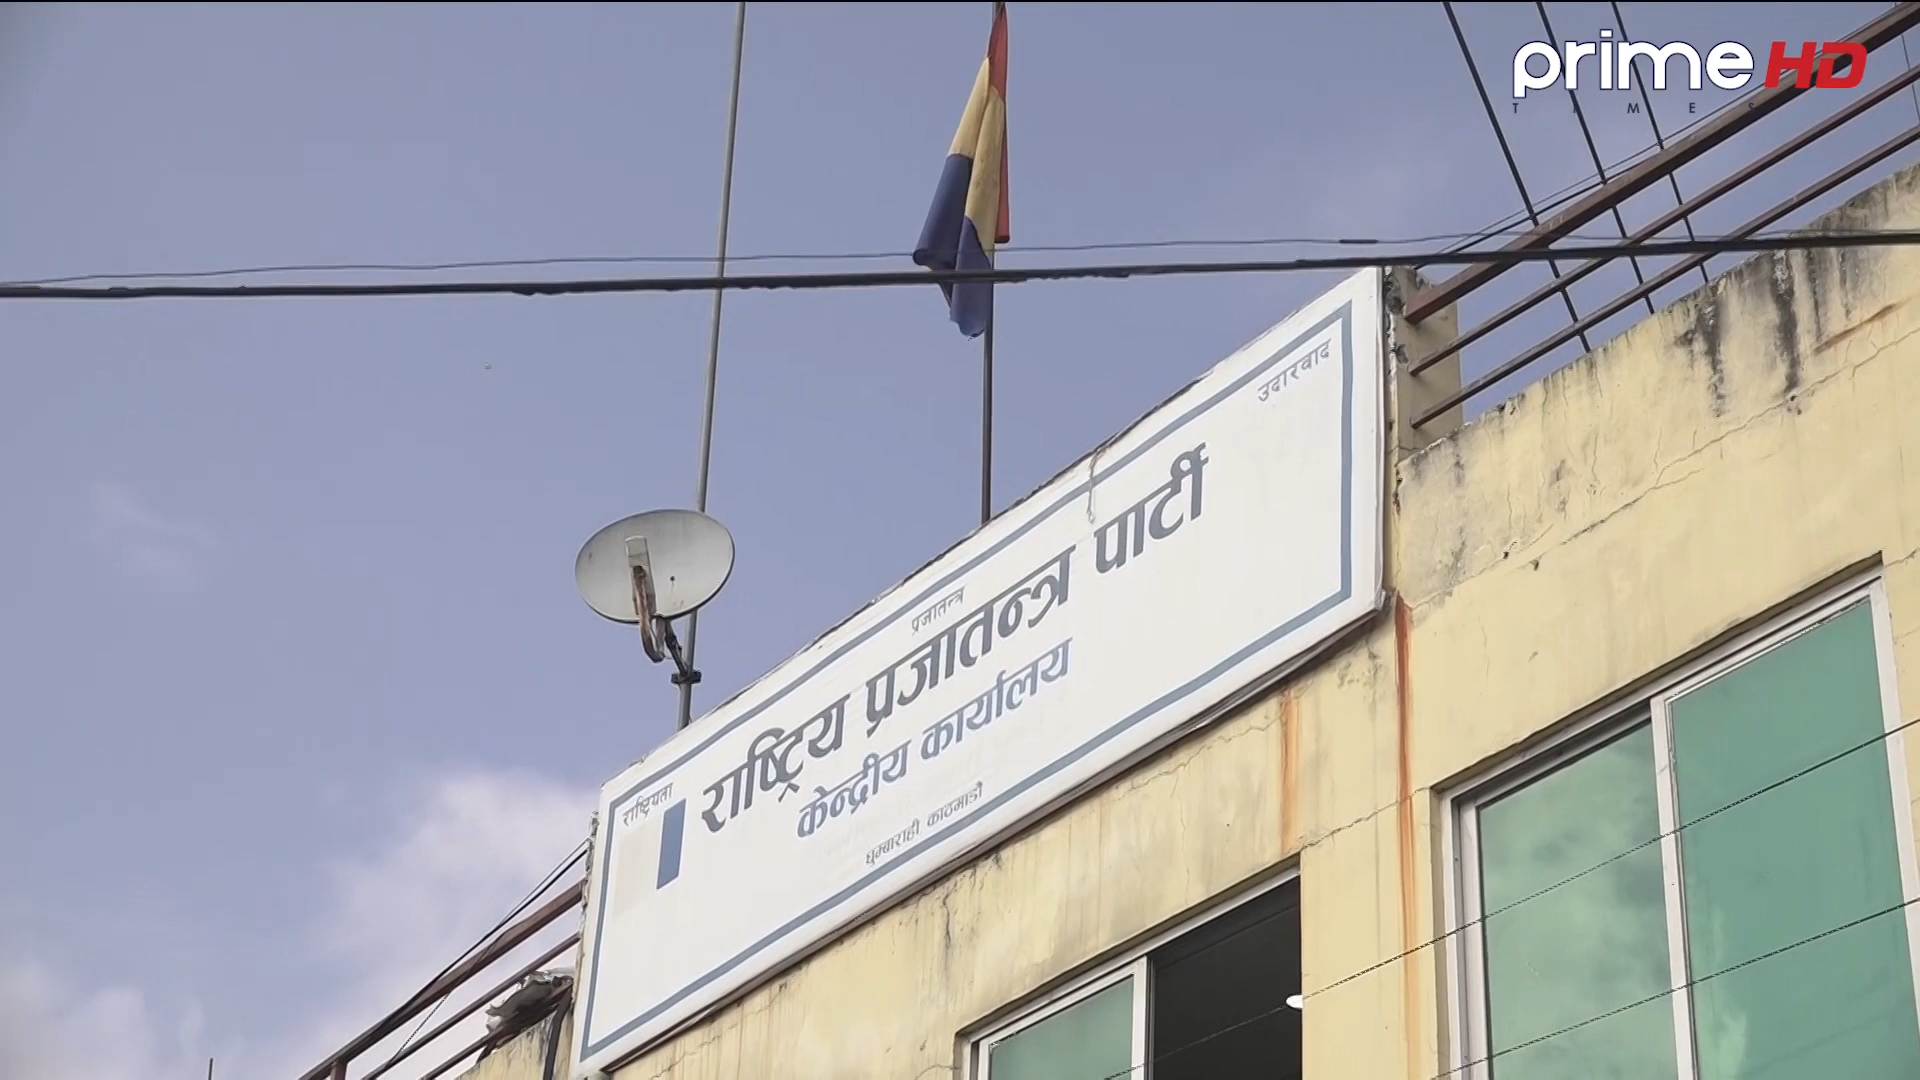 prime HD
TIMES
उदारवाद
प्रजातन्त्र
राष्ट्रियता
राष्ट्रिय प्रजातन्त्र पार्टी
केन्द्रीय कार्यालय
धुम्बाराही काठमाडौं